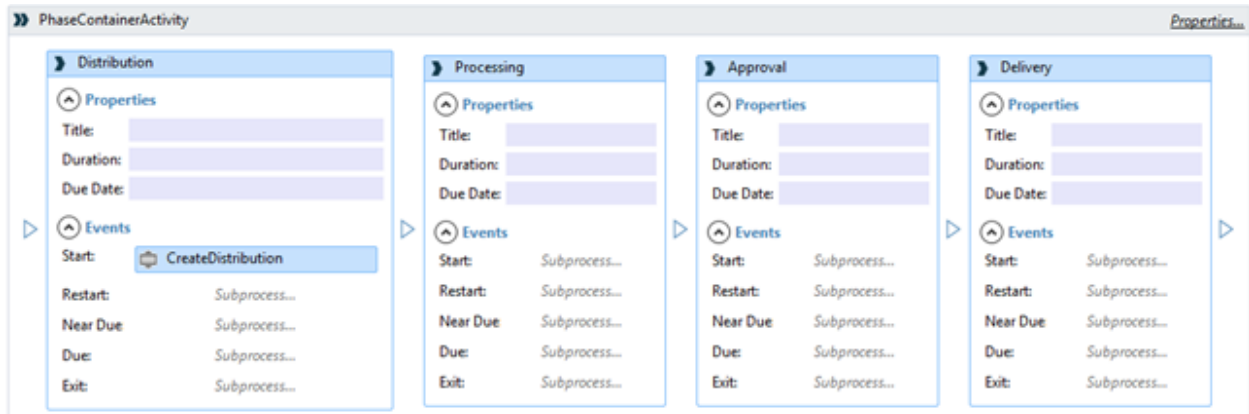 PhaseContainerActivity
Properties...
Distribution
Properties
Title:
Duration:
Due Date:
Events
Start: CreateDistribution
Restart: Subprocess...
Near Due Subprocess...
Due: Subprocess...
Exit: Subprocess...
Processing
Properties
Title:
Duration:
Due Date:
Events
Start: Subprocess...
Restart: Subprocess...
Near Due Subprocess...
Due: Subprocess...
Exit: Subprocess...
Approval
Properties
Title:
Duration:
Due Date:
Events
Start: Subprocess...
Restart: Subprocess...
Near Due Subprocess...
Due: Subprocess...
Exit: Subprocess...
Delivery
Properties
Title:
Duration:
Due Date:
Events
Start: Subprocess...
Restart: Subprocess...
Near Due Subprocess...
Due: Subprocess...
Exit: Subprocess...